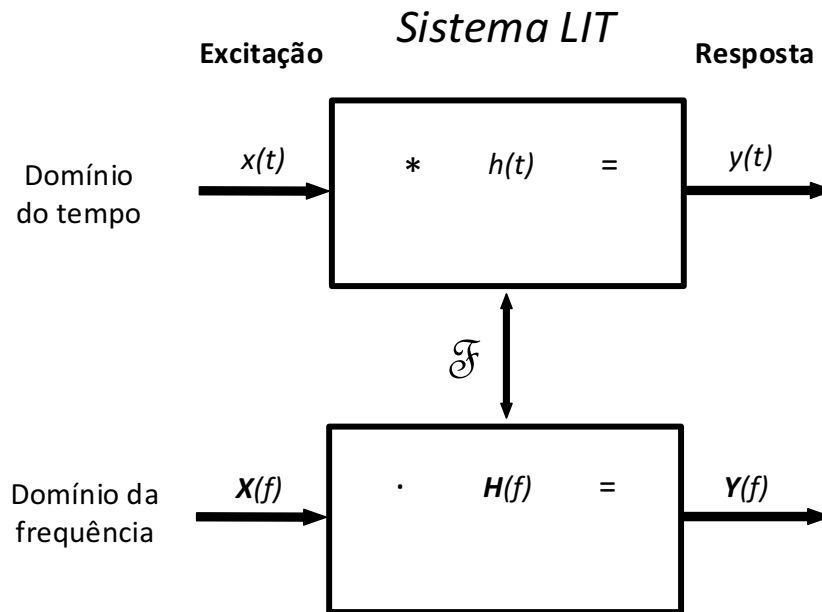 Sistema LIT
Excitação
Resposta
x(t)
* h(t) =
y(t)
Domínio
do tempo
ℱ
X(f)
· H(f) =
Y(f)
Domínio da
frequência